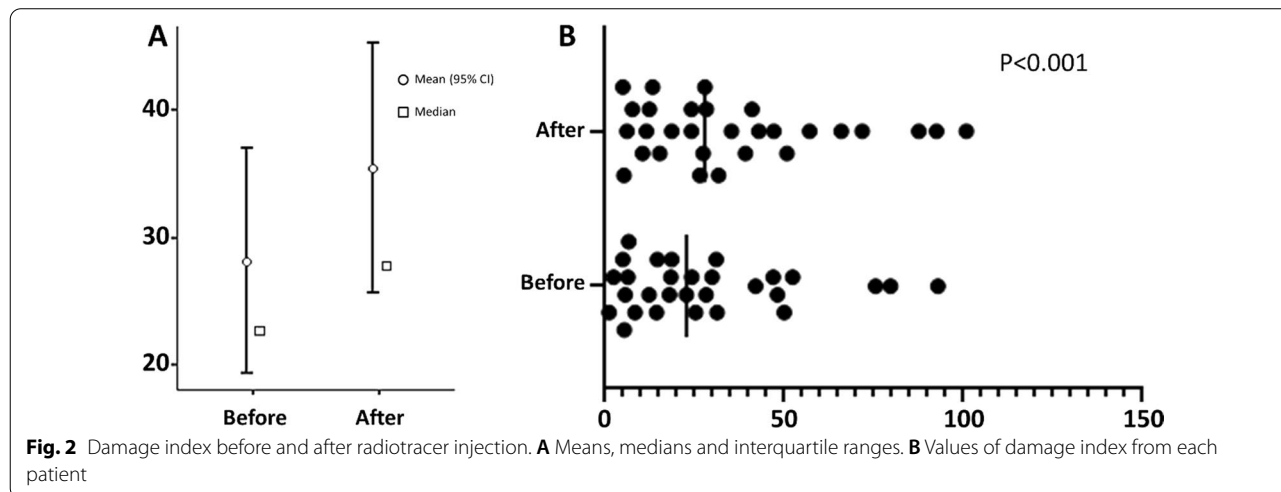 A
40
30
20
Before After
Mean (95% CI)
Median
B
P<0.001
After
Before
0 50 100 150
Fig. 2 Damage index before and after radiotracer injection. A Means, medians and interquartile ranges. B Values of damage index from each
patient